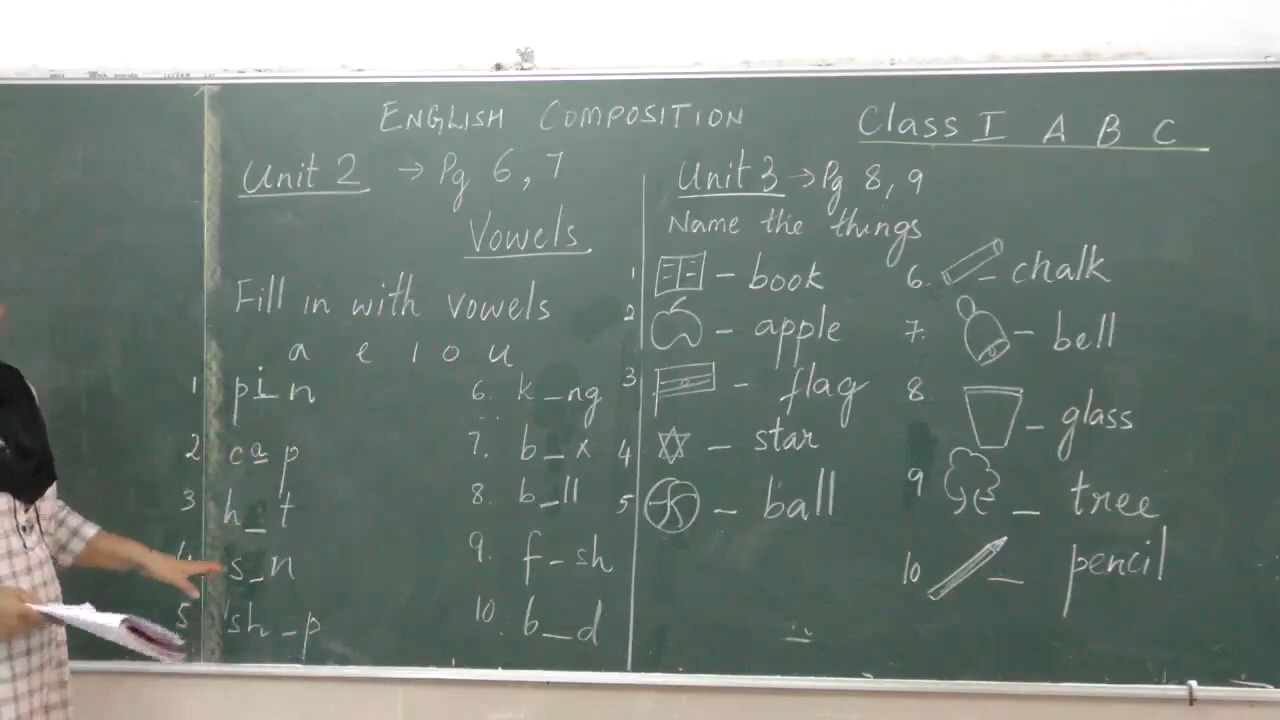 ENGLISH COMPOSITION
Class I A B C
Unit 2 → Pg 6, 7
Vowels
Fill in with vowels
a e i o u
1 pin
2 cap
3 h_t
4 s_n
5 sh_p
6. k_ng
7. b_x
8. b_ll
9. f_sh
10. b_d
Unit 3 → Pg 8, 9
Name the things
1 – book
2 – apple
3 – flag
4 – star
5 – ball
6. – chalk
7. – bell
8 – glass
9 – tree
10 – pencil